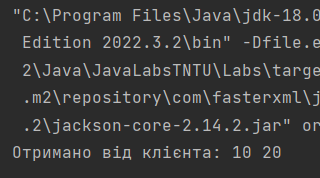 "C:\Program Files\Java\jdk-18.0
Edition 2022.3.2\bin" -Dfile.e
2\Java\JavaLabsTNTU\Labs\targe
.m2\repository\com\fasterxml\j
.2\jackson-core-2.14.2.jar" or
Отримано від клієнта: 10 20